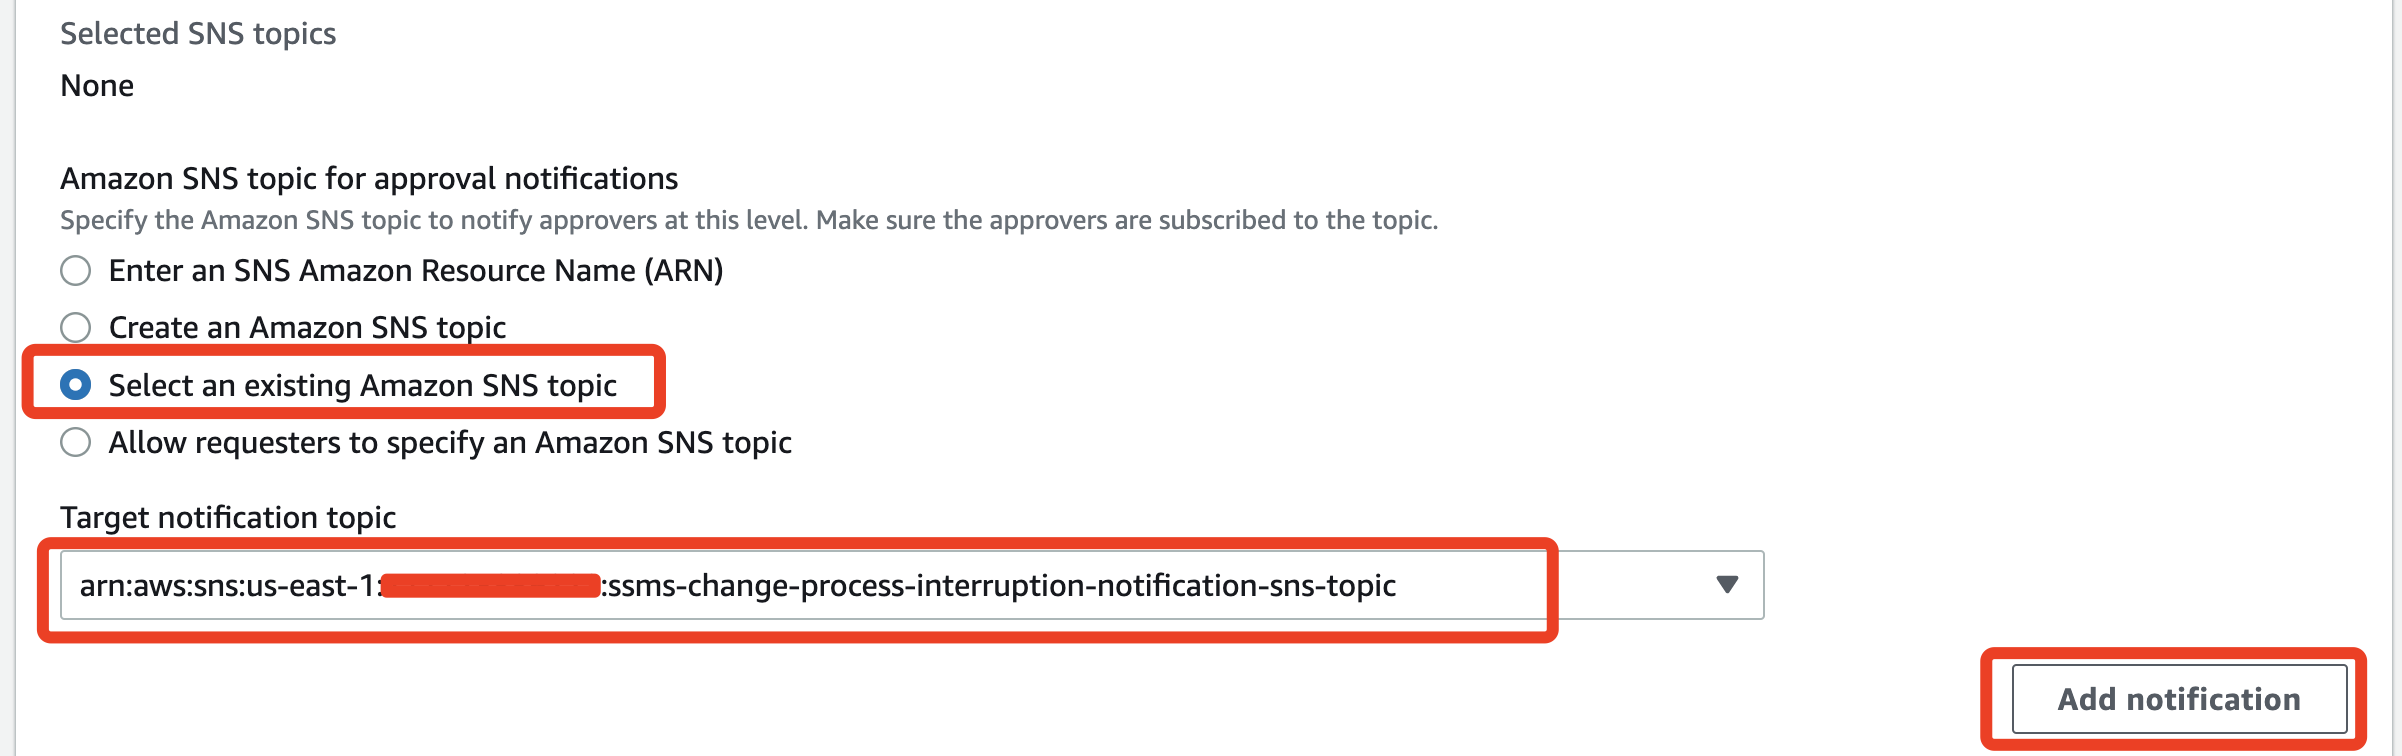 Selected SNS topics
None
Amazon SNS topic for approval notifications
Specify the Amazon SNS topic to notify approvers at this level. Make sure the approvers are subscribed to the topic.
Enter an SNS Amazon Resource Name (ARN)
Create an Amazon SNS topic
Select an existing Amazon SNS topic
Allow requesters to specify an Amazon SNS topic
Target notification topic
arn:aws:sns:us-east-1: :ssms-change-process-interruption-notification-sns-topic
Add notification